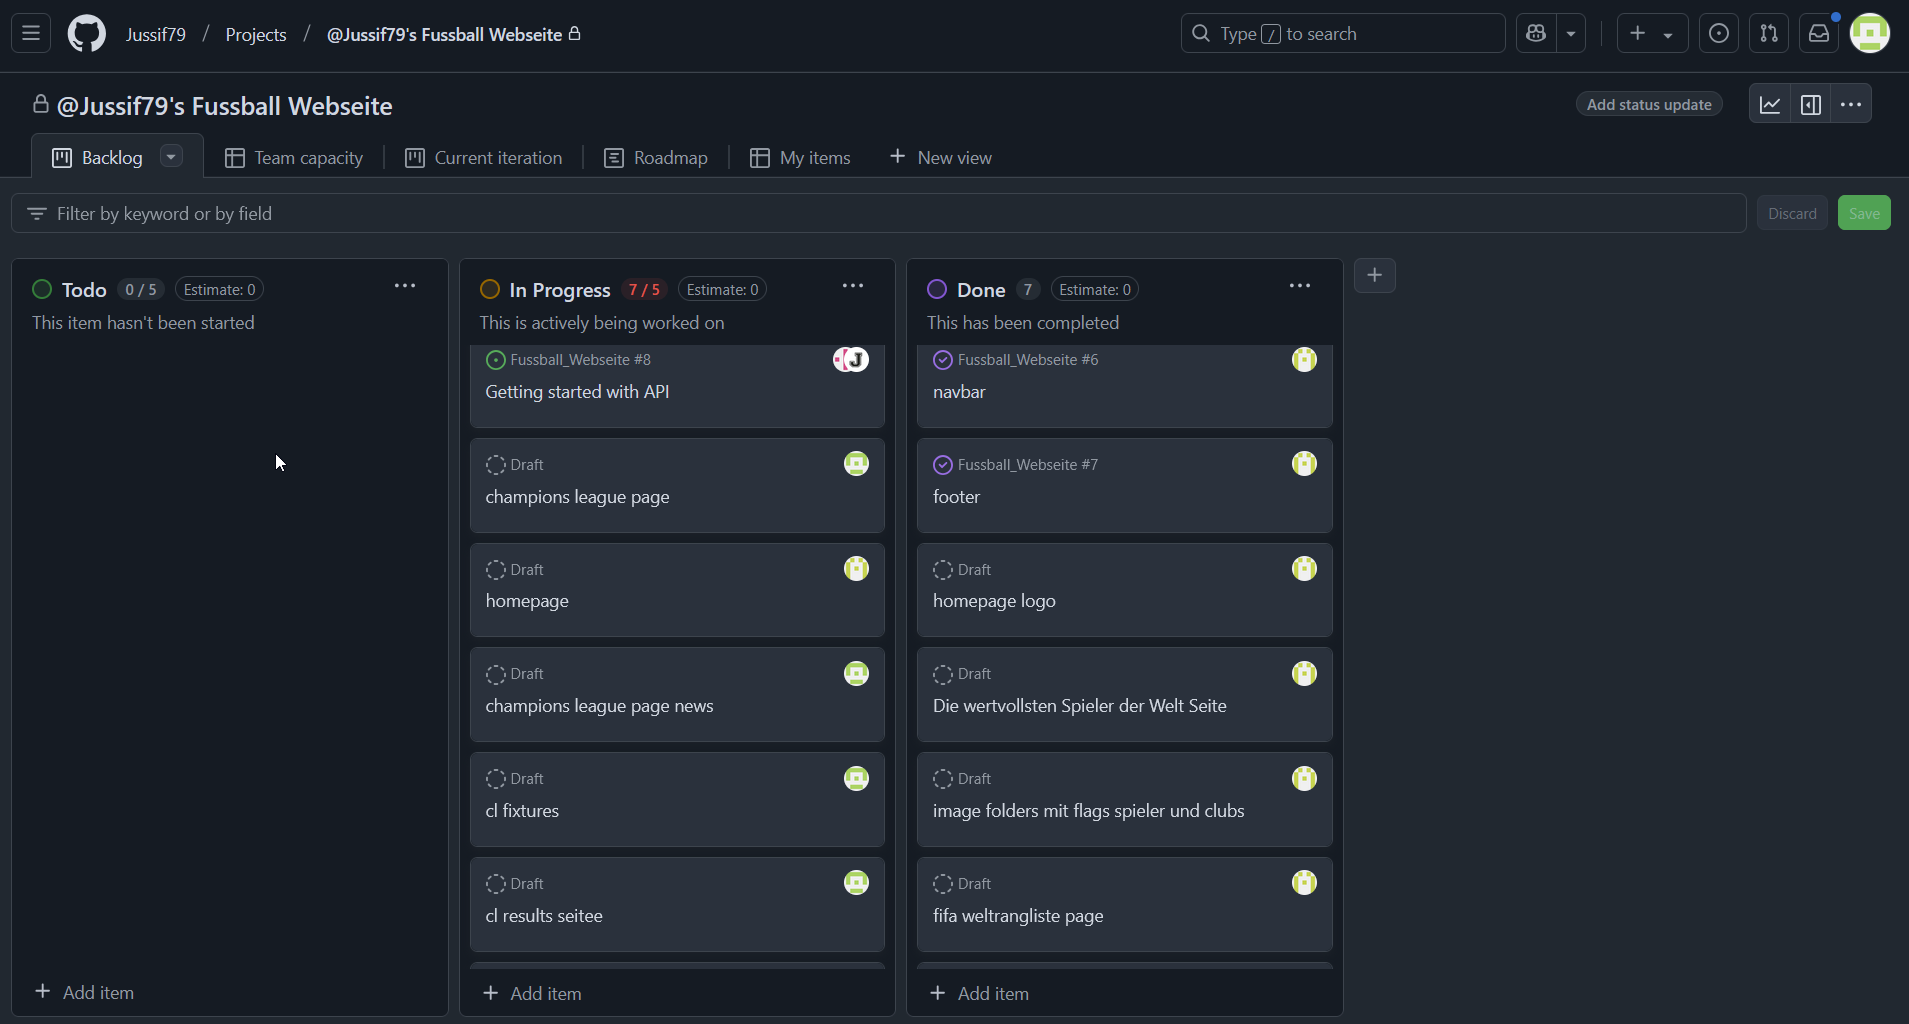 Jussif79 / Projects / @Jussif79's Fussball Webseite
Type / to search
@Jussif79's Fussball Webseite
Add status update
Backlog
Team capacity
Current iteration
Roadmap
My items
New view
Filter by keyword or by field
Discard
Save
Todo 0 / 5 Estimate: 0
This item hasn't been started
Add item
In Progress 7 / 5 Estimate: 0
This is actively being worked on
Fussball_Webseite #8
J
Getting started with API
Draft
champions league page
Draft
homepage
Draft
champions league page news
Draft
cl fixtures
Draft
cl results seitee
Add item
Done 7 Estimate: 0
This has been completed
Fussball_Webseite #6
navbar
Fussball_Webseite #7
footer
Draft
homepage logo
Draft
Die wertvollsten Spieler der Welt Seite
Draft
image folders mit flags spieler und clubs
Draft
fifa weltrangliste page
Add item